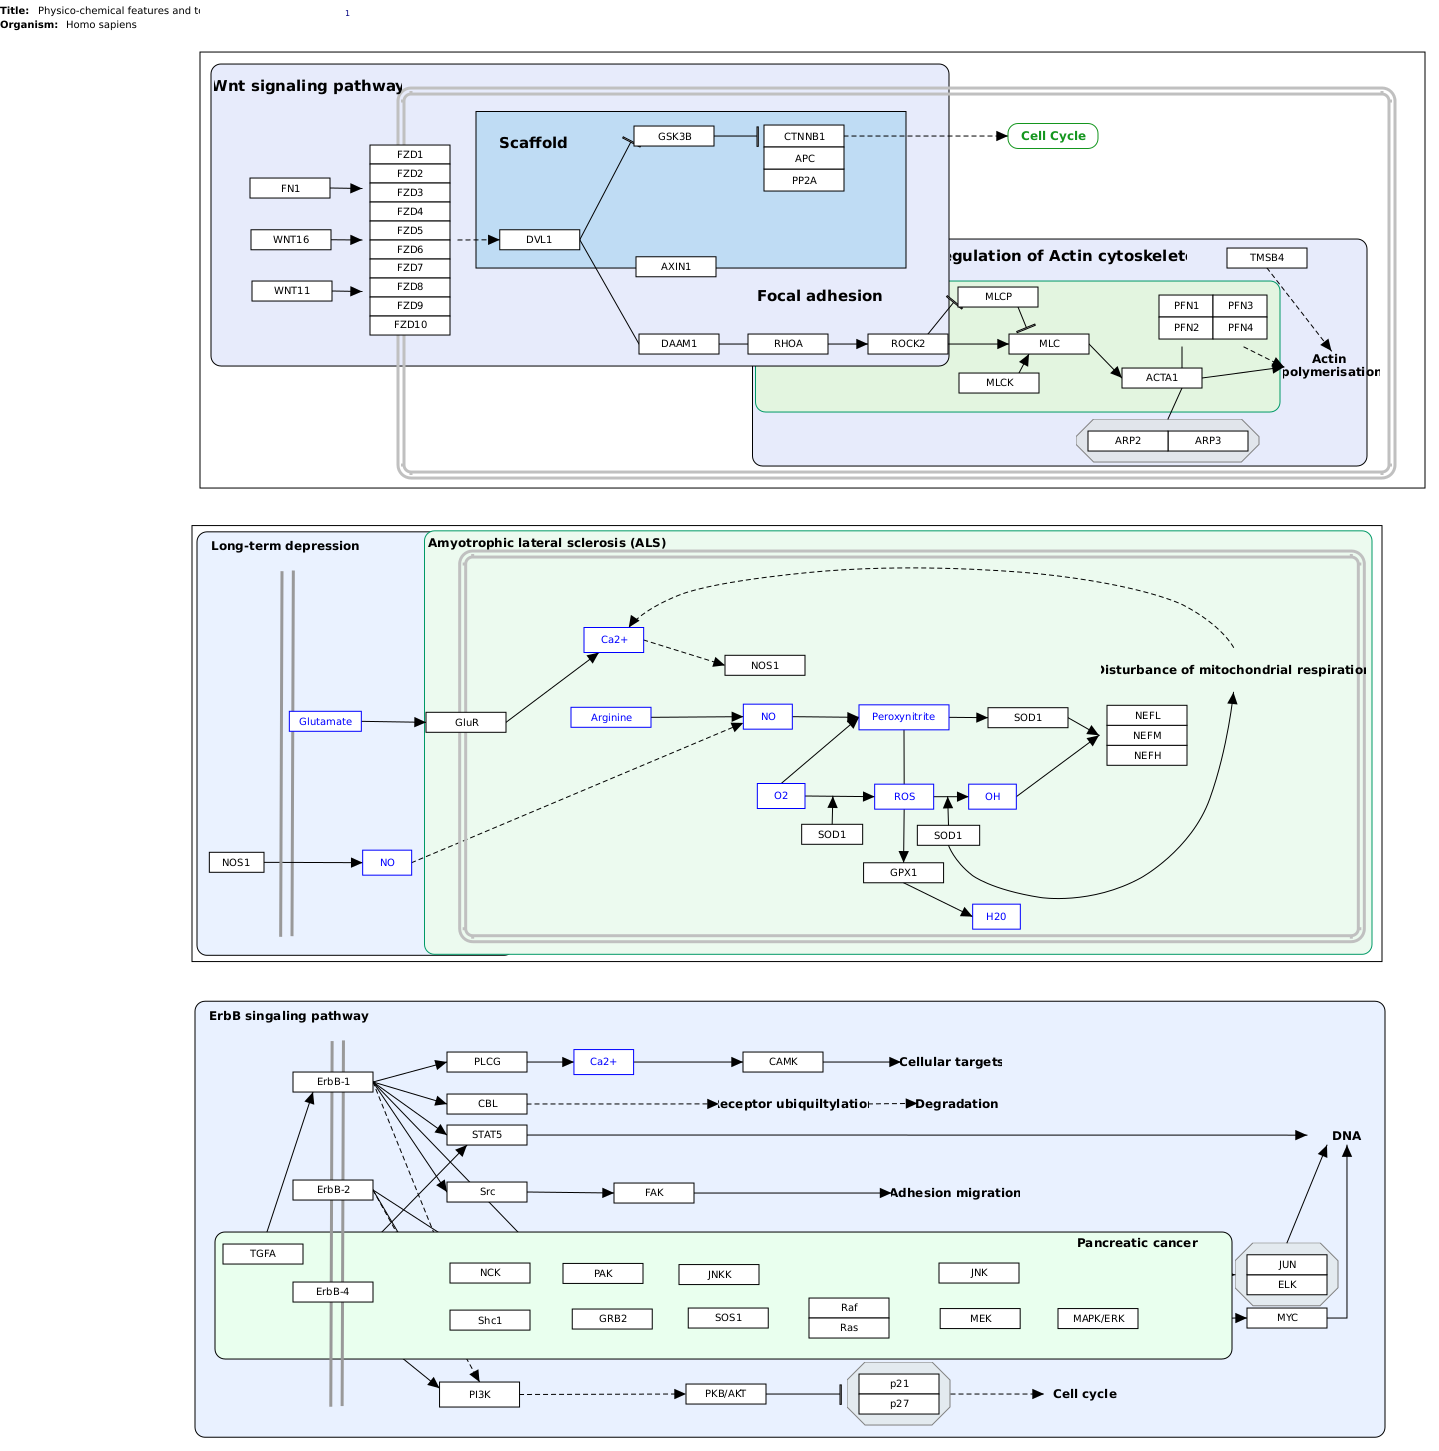 Title: Physico-chemical features and to
Organism: Homo sapiens
1
Wnt signaling pathway
Scaffold
GSK3B
CTNNB1
APC
PP2A
Cell Cycle
FZD1
FZD2
FZD3
FZD4
FZD5
FZD6
FZD7
FZD8
FZD9
FZD10
FN1
WNT16
WNT11
DVL1
AXIN1
Focal adhesion
DAAM1
RHOA
ROCK2
egulation of Actin cytoskelet
TMSB4
MLCP
MLC
MLCK
PFN1
PFN3
PFN2
PFN4
ACTA1
Actin
polymerisation
ARP2
ARP3
Long-term depression
Amyotrophic lateral sclerosis (ALS)
Ca2+
NOS1
Disturbance of mitochondrial respiration
Glutamate
GluR
Arginine
NO
Peroxynitrite
SOD1
NEFL
NEFM
NEFH
O2
ROS
OH
SOD1
SOD1
NOS1
NO
GPX1
H20
ErbB singaling pathway
ErbB-1
PLCG
Ca2+
CAMK
Cellular targets
CBL
eceptor ubiquiltylatio
Degradation
STAT5
DNA
ErbB-2
Src
FAK
Adhesion migration
Pancreatic cancer
TGFA
ErbB-4
NCK
PAK
JNKK
JNK
JUN
ELK
Shc1
GRB2
SOS1
Raf
Ras
MEK
MAPK/ERK
MYC
PI3K
PKB/AKT
p21
p27
Cell cycle